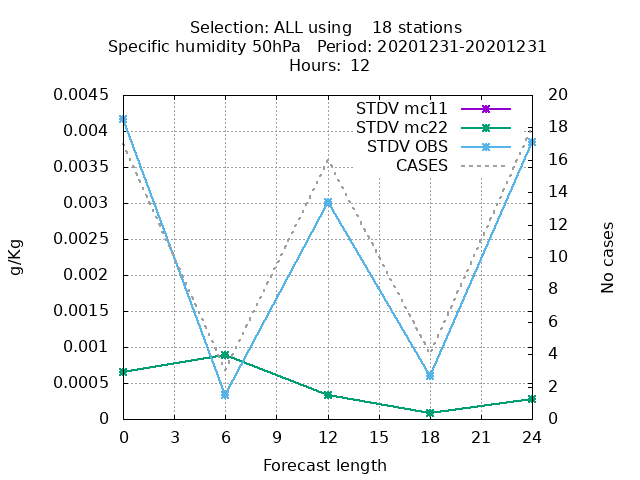 Selection: ALL using    18 stations
Specific humidity 50hPa   Period: 20201231-20201231
Hours: 12
0.0045
0.004
0.0035
0.003
0.0025
0.002
0.0015
0.001
0.0005
0
g/Kg
STDV mc11
STDV mc22
STDV OBS
CASES
20
18
16
14
12
10
8
6
4
2
0
No cases
0 3 6 9 12 15 18 21 24
Forecast length